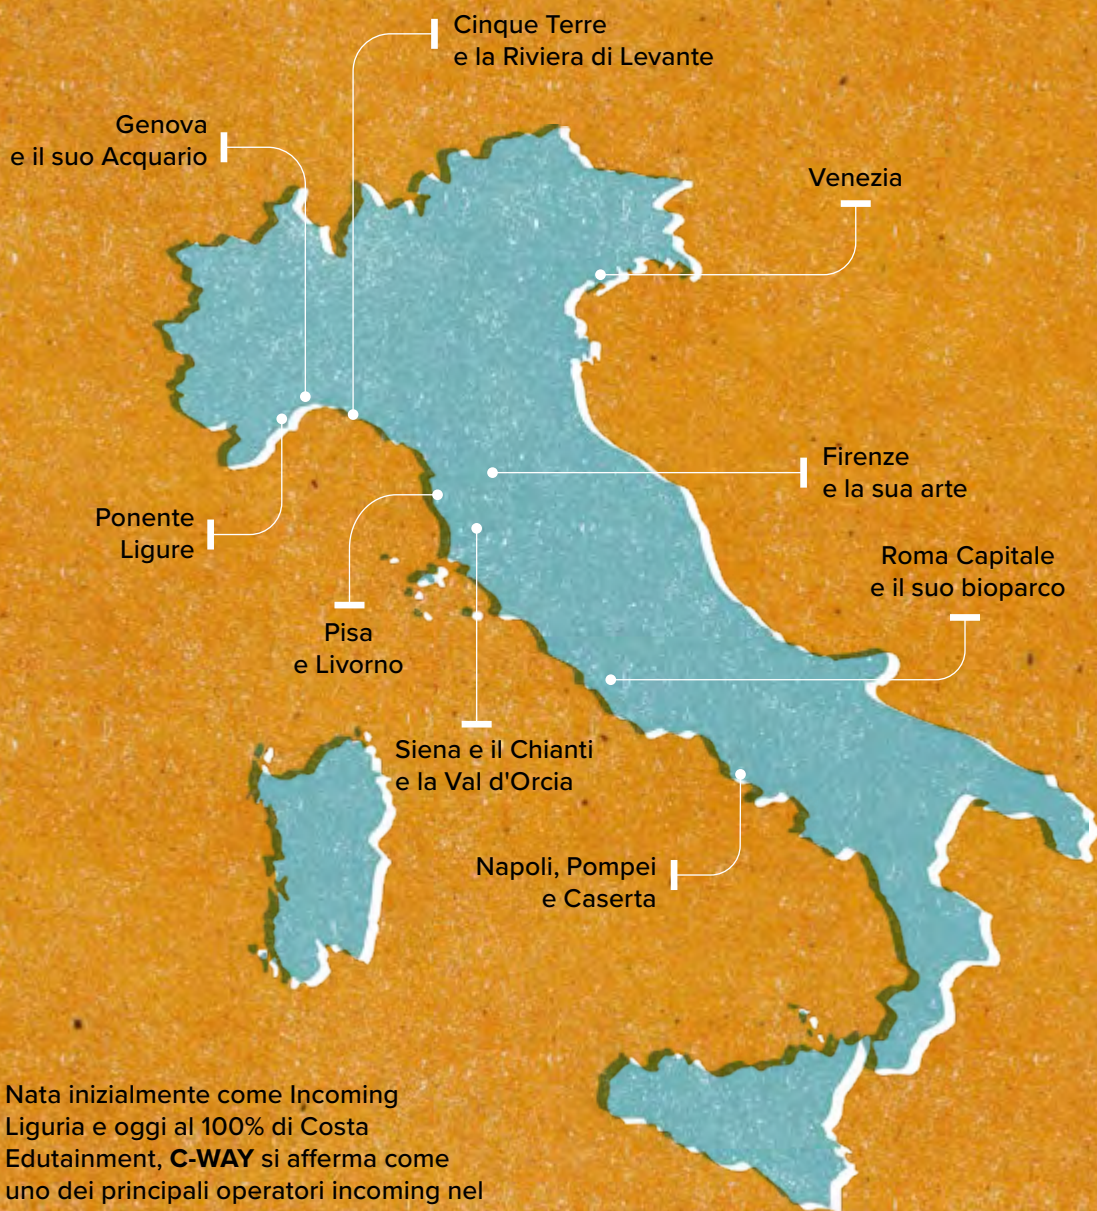 Cinque Terre
e la Riviera di Levante
Genova
e il suo Acquario
Venezia
Firenze
e la sua arte
Ponente
Ligure
Roma Capitale
e il suo bioparco
Pisa
e Livorno
Siena e il Chianti
e la Val d'Orcia
Napoli, Pompei
e Caserta
Nata inizialmente come Incoming
Liguria e oggi al 100% di Costa
Edutainment, C-WAY si afferma come
uno dei principali operatori incoming nel